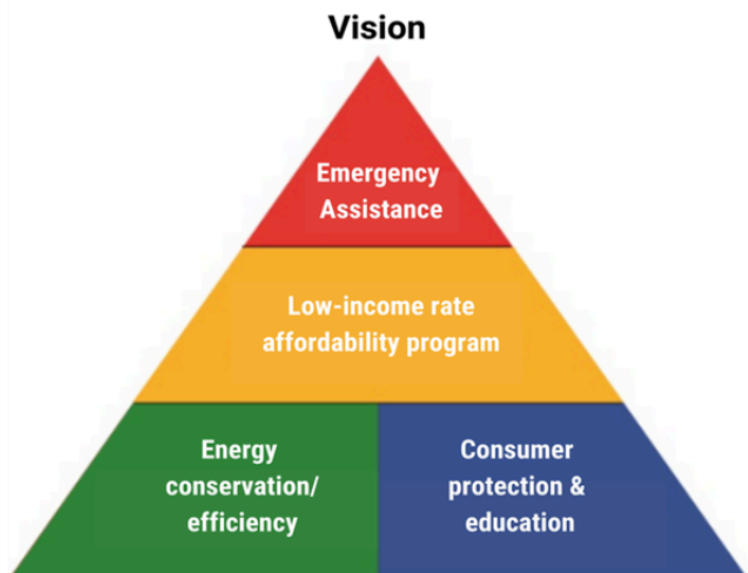 Vision
Emergency
Assistance
Low-income rate
affordability program
Energy
conservation/
efficiency
Consumer
protection &
education